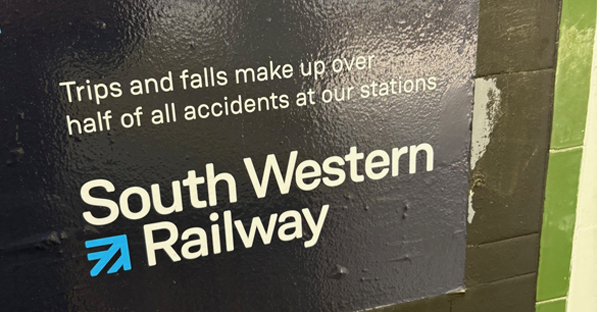 Trips and falls make up over
half of all accidents at our stations
South Western
Railway